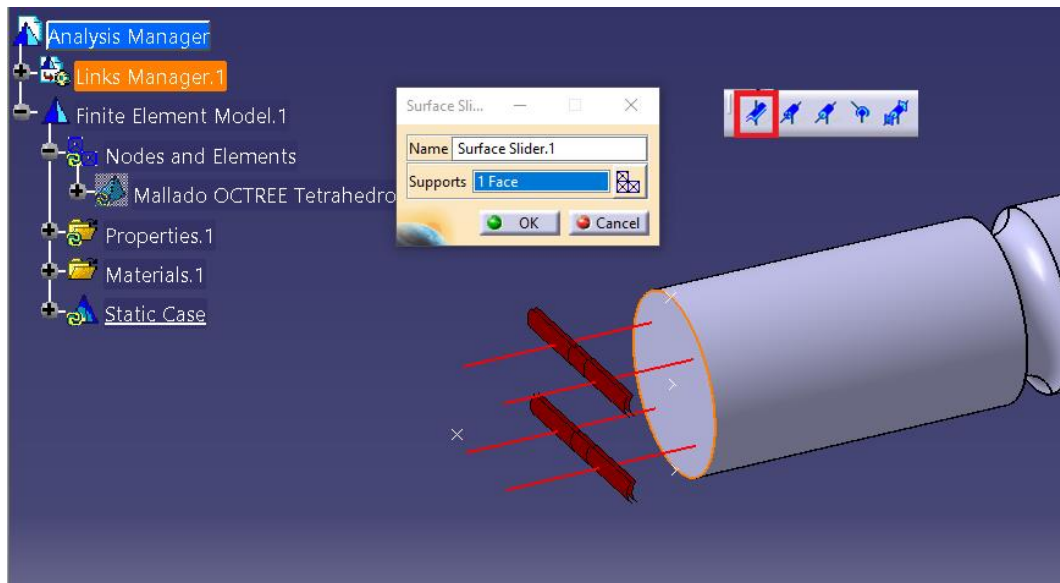 Analysis Manager
Links Manager.1
Finite Element Model.1
Nodes and Elements
Mallado OCTREE Tetrahedro
Properties.1
Materials.1
Static Case
Surface Sli...
Name Surface Slider.1
Supports 1 Face
OK Cancel